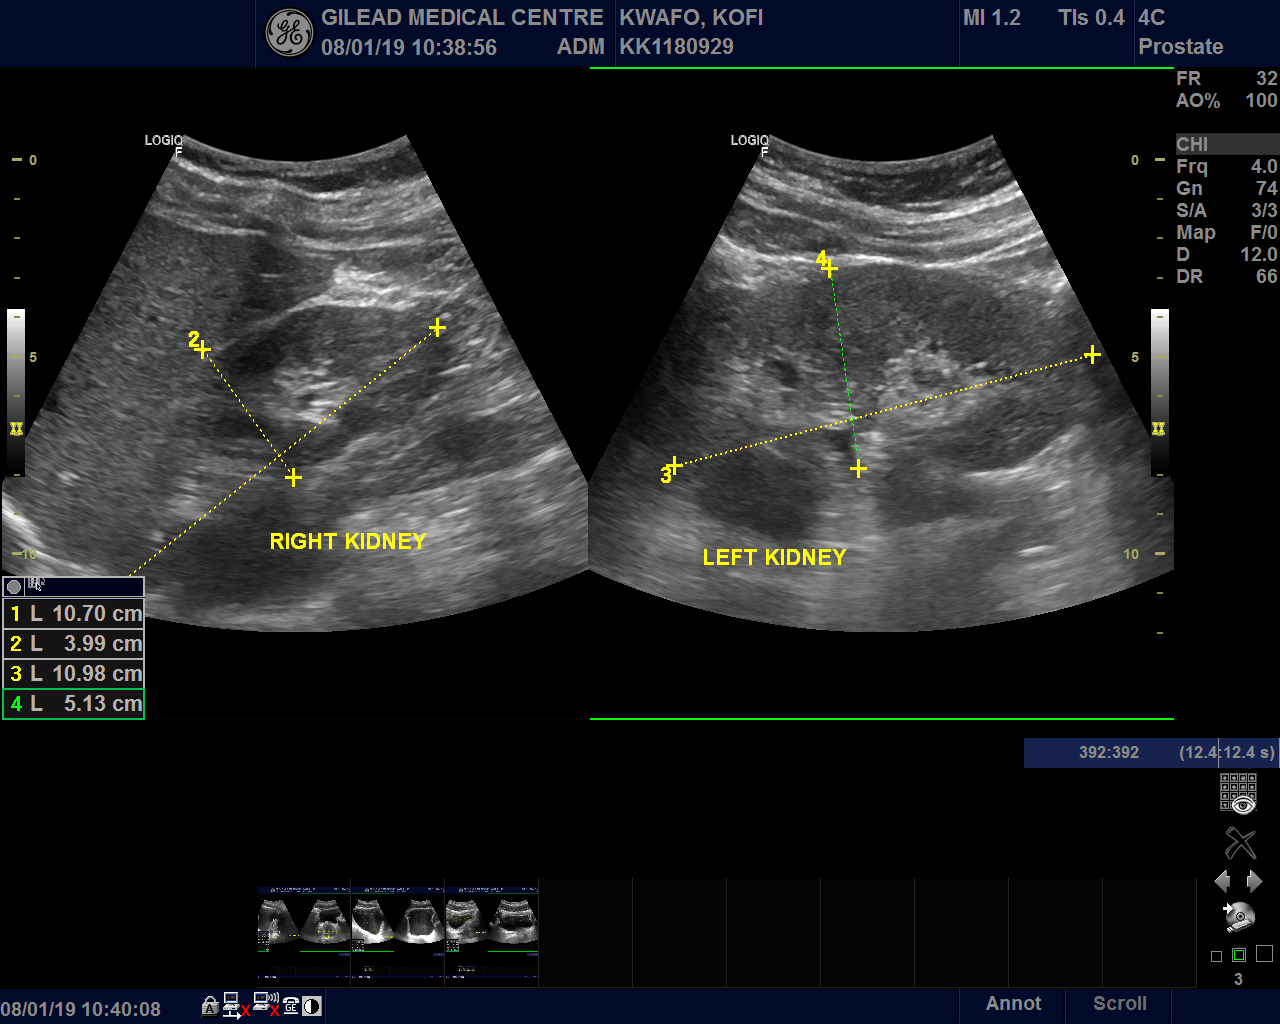 GILEAD MEDICAL CENTRE
08/01/19 10:38:56 ADM
KWAFO, KOFI
KK1180929
MI 1.2 TIs 0.4
4C
Prostate
FR 32
AO% 100
CHI
Frq 4.0
Gn 74
S/A 3/3
Map F/0
D 12.0
DR 66
LOGIQ
F
0
5
10
2
RIGHT KIDNEY
LOGIQ
F
0
5
10
4
3
LEFT KIDNEY
1 L 10.70 cm
2 L 3.99 cm
3 L 10.98 cm
4 L 5.13 cm
392:392 (12.4:12.4 s)
3
08/01/19 10:40:08
A
GE
Annot
Scroll